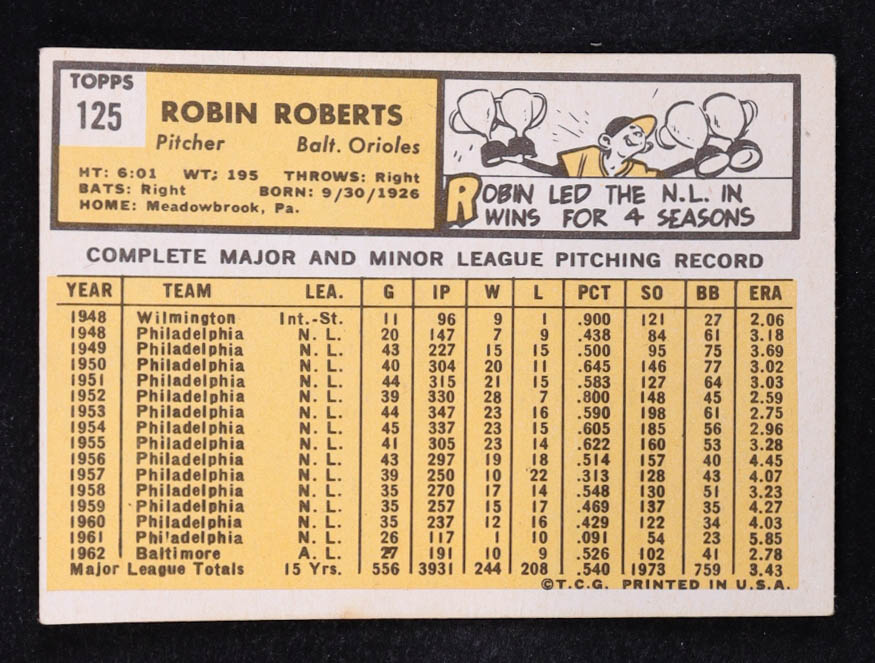 TOPPS
125
ROBIN ROBERTS
Pitcher Balt. Orioles
HT: 6:01 WT: 195 THROWS: Right
BATS: Right BORN: 9/30/1926
HOME: Meadowbrook, Pa.
ROBIN LED THE N.L. IN
WINS FOR 4 SEASONS
COMPLETE MAJOR AND MINOR LEAGUE PITCHING RECORD
YEAR TEAM LEA. G IP W L PCT SO BB ERA
1948 Wilmington Int.-St. 11 96 9 1 .900 121 27 2.06
1948 Philadelphia N. L. 20 147 7 9 .438 84 61 3.18
1949 Philadelphia N. L. 43 227 15 15 .500 95 75 3.69
1950 Philadelphia N. L. 40 304 20 11 .645 146 77 3.02
1951 Philadelphia N. L. 44 315 21 15 .583 127 64 3.03
1952 Philadelphia N. L. 39 330 28 7 .800 148 45 2.59
1953 Philadelphia N. L. 44 347 23 16 .590 198 61 2.75
1954 Philadelphia N. L. 45 337 23 15 .605 185 56 2.96
1955 Philadelphia N. L. 41 305 23 14 .622 160 53 3.28
1956 Philadelphia N. L. 43 297 19 18 .514 157 40 4.45
1957 Philadelphia N. L. 39 250 10 22 .313 128 43 4.07
1958 Philadelphia N. L. 35 270 17 14 .548 130 51 3.23
1959 Philadelphia N. L. 35 257 15 17 .469 137 35 4.27
1960 Philadelphia N. L. 35 237 12 16 .429 122 34 4.03
1961 Philadelphia N. L. 26 117 1 10 .091 54 23 5.85
1962 Baltimore A. L. 27 191 10 9 .526 102 41 2.78
Major League Totals 15 Yrs. 556 3931 244 208 .540 1973 759 3.43
©T.C.G. PRINTED IN U.S.A.